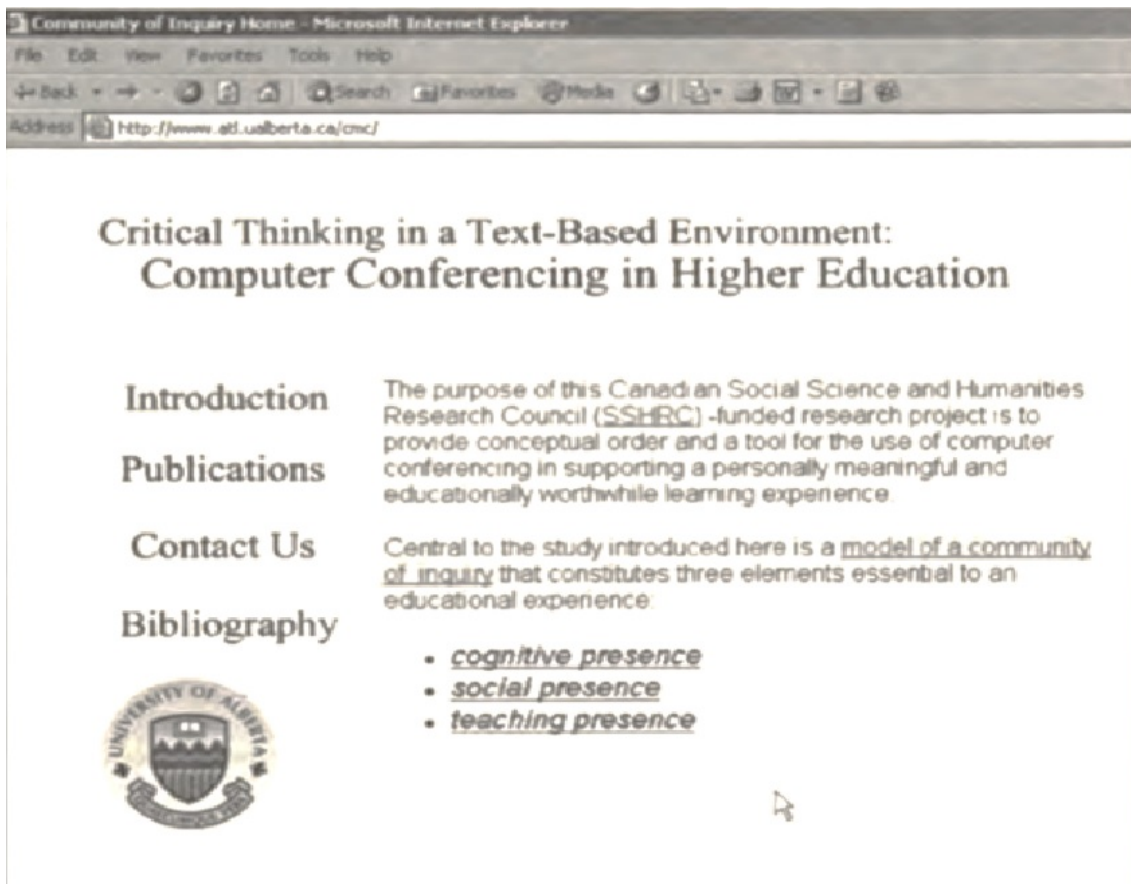 Community of Inquiry Home - Microsoft Internet Explorer
File Edit View Favorites Tools Help
Back Search Favorites Media
Address http://www.atl.ualberta.ca/cmc/
Critical Thinking in a Text-Based Environment:
Computer Conferencing in Higher Education
Introduction
Publications
Contact Us
Bibliography
UNIVERSITY OF ALBERTA
The purpose of this Canadian Social Science and Humanities
Research Council (SSHRC) -funded research project is to
provide conceptual order and a tool for the use of computer
conferencing in supporting a personally meaningful and
educationally worthwhile learning experience.
Central to the study introduced here is a model of a community
of inquiry that constitutes three elements essential to an
educational experience:
• cognitive presence
• social presence
• teaching presence